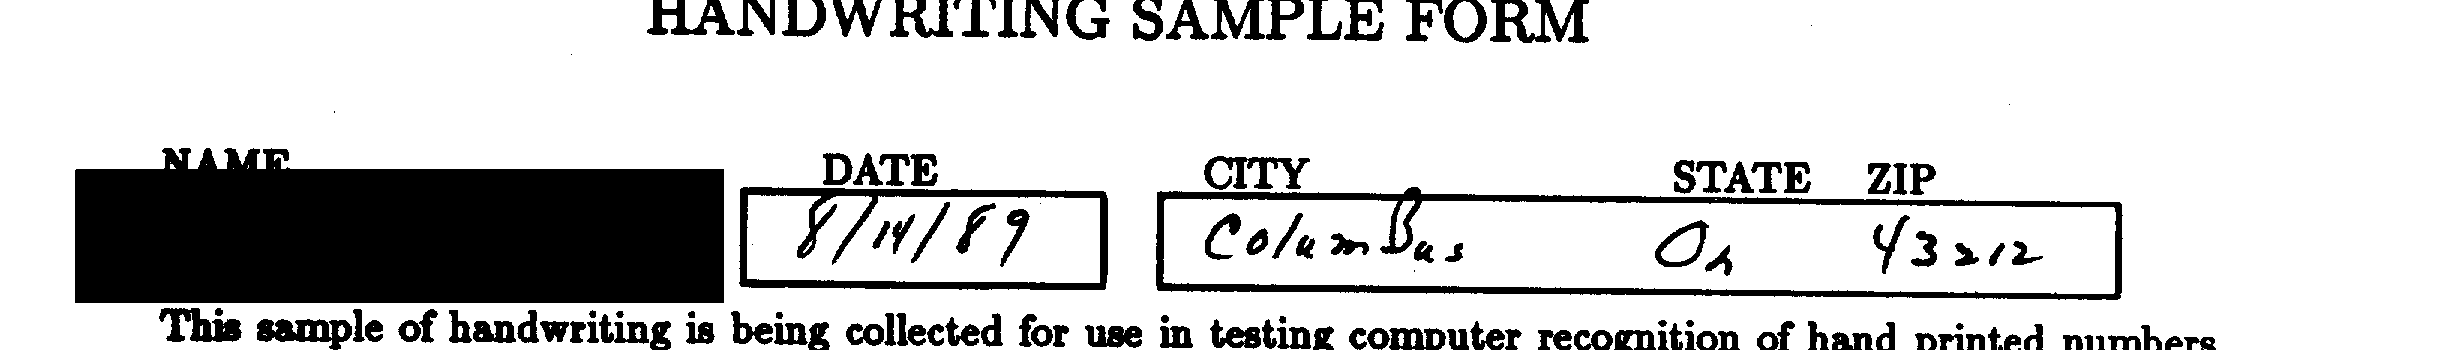 HANDWRITING SAMPLE FORM
NAME DATE CITY STATE ZIP
8/14/89 ColumBus Oh 43212
This sample of handwriting is being collected for use in testing computer recognition of hand printed numbers